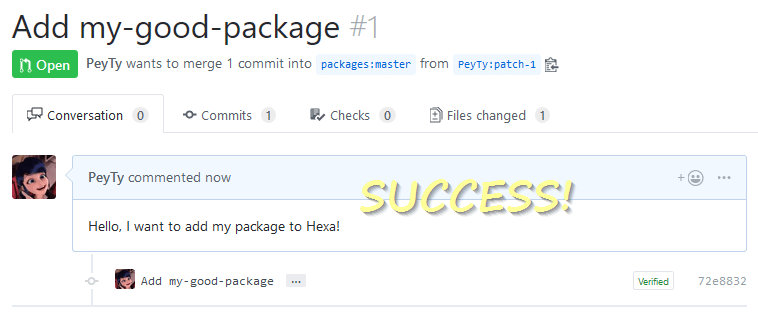 Add my-good-package #1
Open PeyTy wants to merge 1 commit into packages:master from PeyTy:patch-1
Conversation 0 Commits 1 Checks 0 Files changed 1
PeyTy commented now
SUCCESS!
Hello, I want to add my package to Hexa!
Add my-good-package ... Verified 72e8832